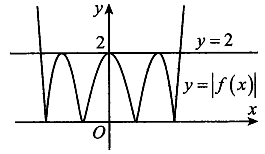 y
2
y = 2
y = |f(x)|
x
O